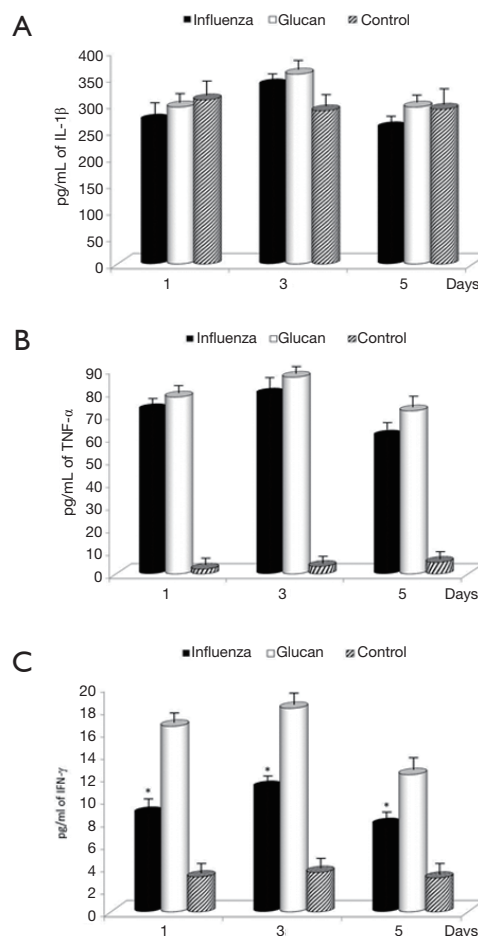 A
■Influenza □Glucan ▨Control
pg/mL of IL-1β
400
350
300
250
200
150
100
50
0
1 3 5 Days
B
■Influenza □Glucan ▨Control
pg/mL of TNF-α
90
80
70
60
50
40
30
20
10
0
1 3 5 Days
C
■Influenza □Glucan ▨Control
pg/ml of IFN-γ
20
18
16
14
12
10
8
6
4
2
0
* * *
1 3 5 Days